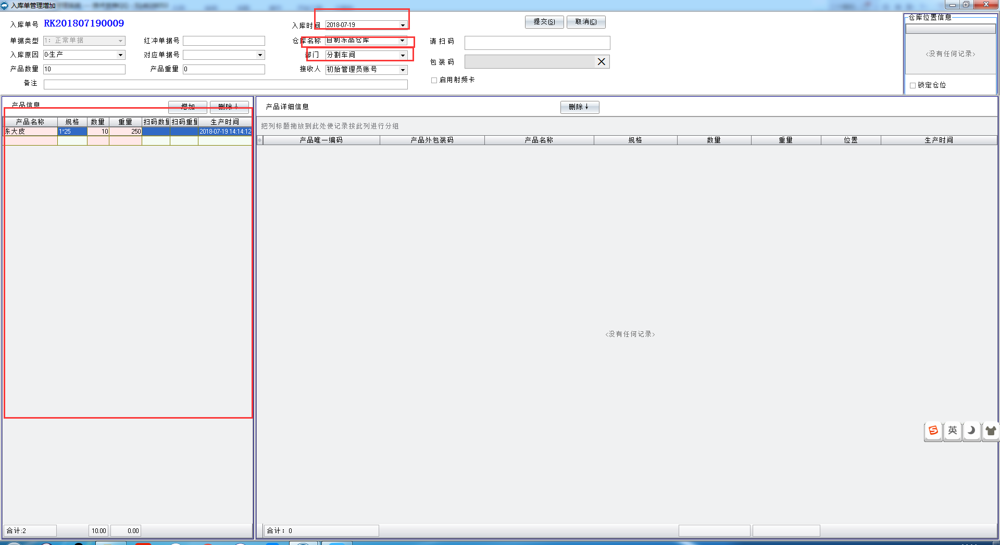 入库单管理增加
入库单号 RK201807190009
入库时间 2018-07-19
提交(S) 取消(C)
仓库位置信息
单据类型 1：正常单据 红冲单据号
仓库名称 自制冻品仓库
请扫码
入库原因 0-生产 对应单据号
部门 分割车间
<没有任何记录>
包装码
产品数量 10 产品重量 0
接收人 初始管理员账号
启用射频卡
备注
锁定仓位
产品信息 增加 删除↓
产品名称 规格 数量 重量 扫码数量 扫码重量 生产时间
东大皮 1*25 10 250 2018-07-19 14:14:12
合计:2 10.00 0.00
产品详细信息 删除↓
把列标题拖放到此处使记录按此列进行分组
产品唯一编码 产品外包装码 产品名称 规格 数量 重量 位置 生产时间
<没有任何记录>
英
合计：0